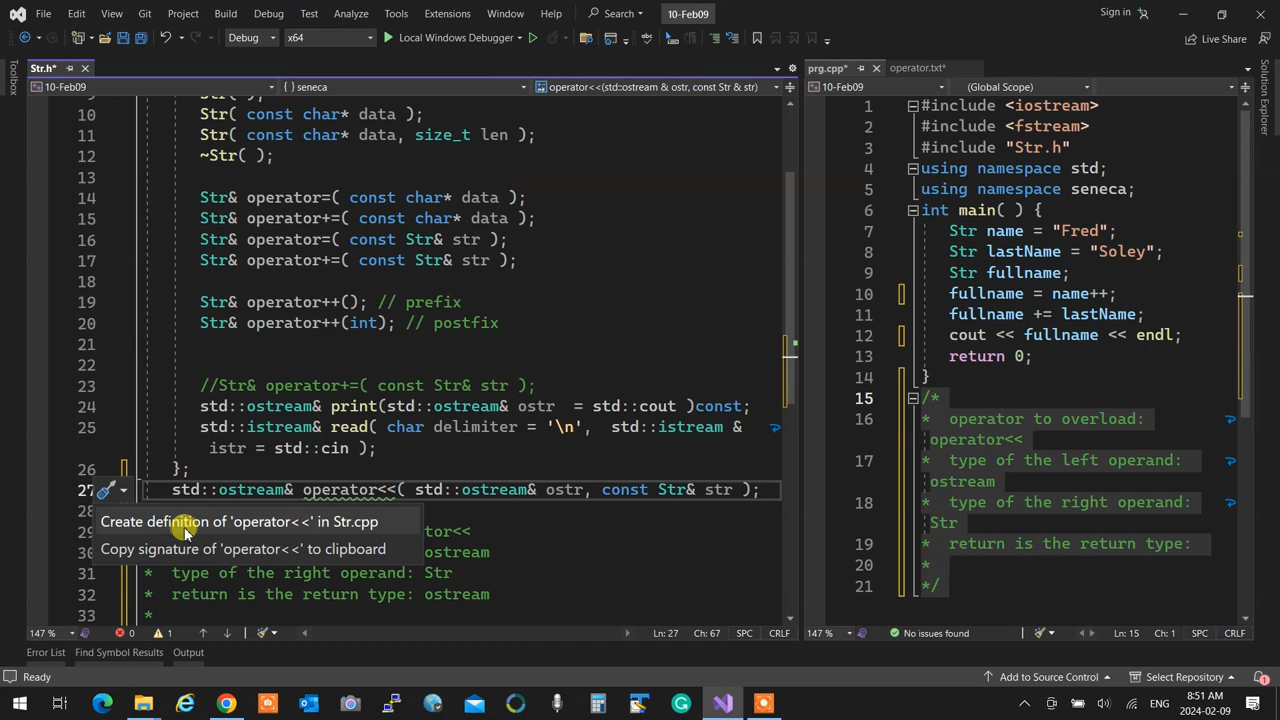 File Edit View Git Project Build Debug Test Analyze Tools Extensions Window Help Search 10-Feb09 Sign in
Debug x64 Local Windows Debugger Live Share
Toolbox
Str.h* prg.cpp* operator.txt*
10-Feb09 { } seneca operator<<(std::ostream & ostr, const Str & str) 10-Feb09 (Global Scope)
10 Str( const char* data );
11 Str( const char* data, size_t len );
12 ~Str( );
13
14 Str& operator=( const char* data );
15 Str& operator+=( const char* data );
16 Str& operator=( const Str& str );
17 Str& operator+=( const Str& str );
18
19 Str& operator++(); // prefix
20 Str& operator++(int); // postfix
21
22
23 //Str& operator+=( const Str& str );
24 std::ostream& print(std::ostream& ostr = std::cout )const;
25 std::istream& read( char delimiter = '\n', std::istream &
istr = std::cin );
26 };
27 std::ostream& operator<<( std::ostream& ostr, const Str& str );
Create definition of 'operator<<' in Str.cpp
Copy signature of 'operator<<' to clipboard
31 * type of the right operand: Str
32 * return is the return type: ostream
33 *
1 #include <iostream>
2 #include <fstream>
3 #include "Str.h"
4 using namespace std;
5 using namespace seneca;
6 int main( ) {
7 Str name = "Fred";
8 Str lastName = "Soley";
9 Str fullname;
10 fullname = name++;
11 fullname += lastName;
12 cout << fullname << endl;
13 return 0;
14 }
15 /*
16 * operator to overload:
operator<<
17 * type of the left operand:
ostream
18 * type of the right operand:
Str
19 * return is the return type:
20 *
21 */
Solution Explorer
147 % 0 1 Ln: 27 Ch: 67 SPC CRLF 147 % No issues found Ln: 15 Ch: 1 SPC CRLF
Error List Find Symbol Results Output
Ready Add to Source Control Select Repository 1
ENG 8:51 AM
2024-02-09